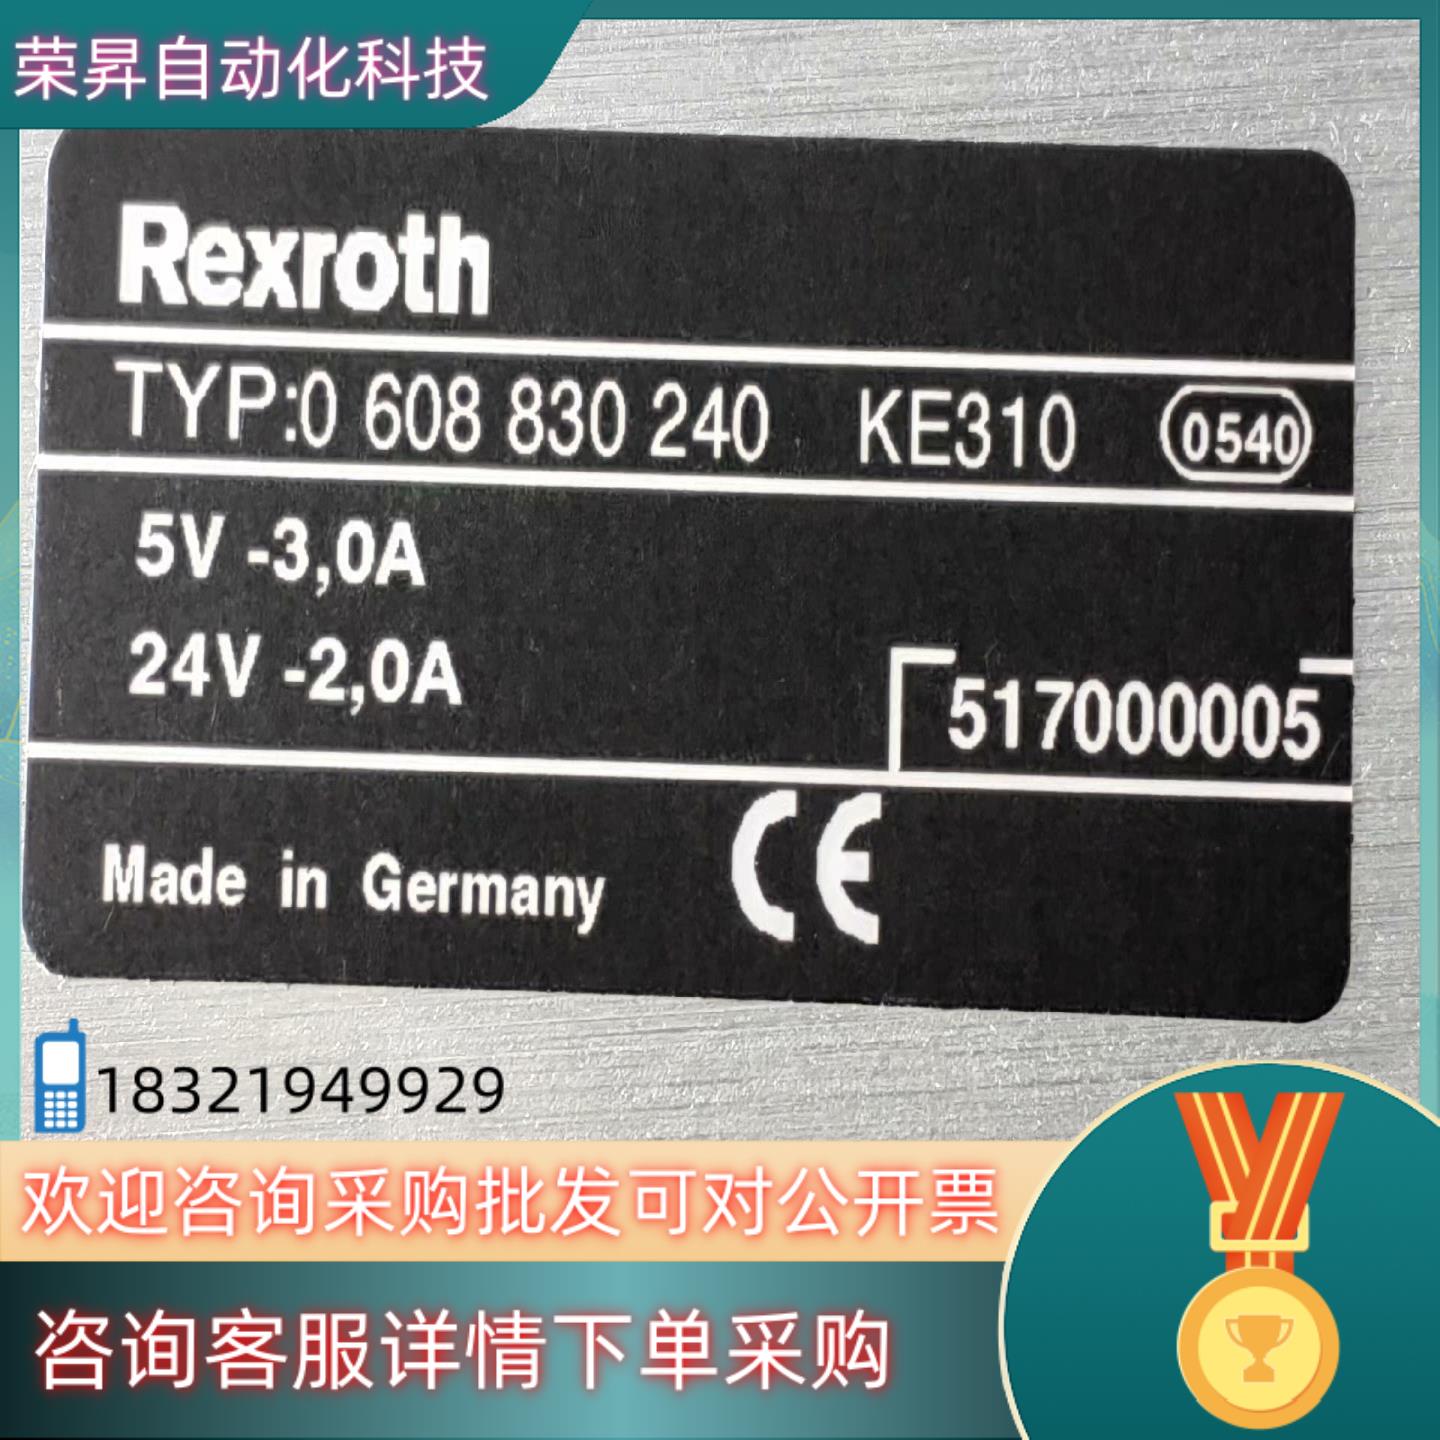 荣昇自动化科技
Rexroth
TYP:0 608 830 240 KE310 0540
5V -3,0A
24V -2,0A
517000005
Made in Germany CE
18321949929
欢迎咨询采购批发可对公开票
咨询客服详情下单采购